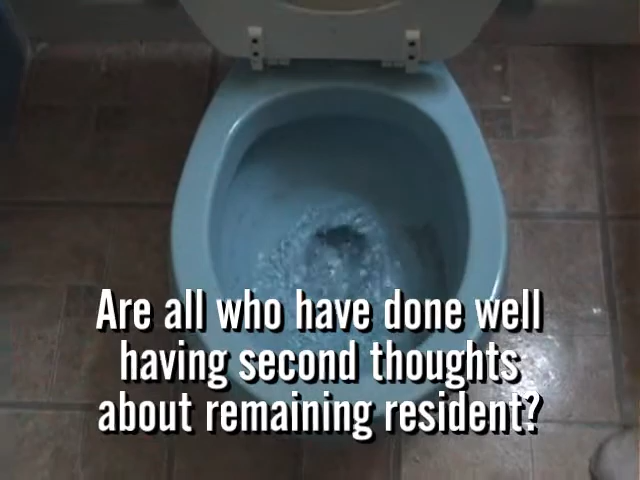 Are all who have done well
having second thoughts
about remaining resident?